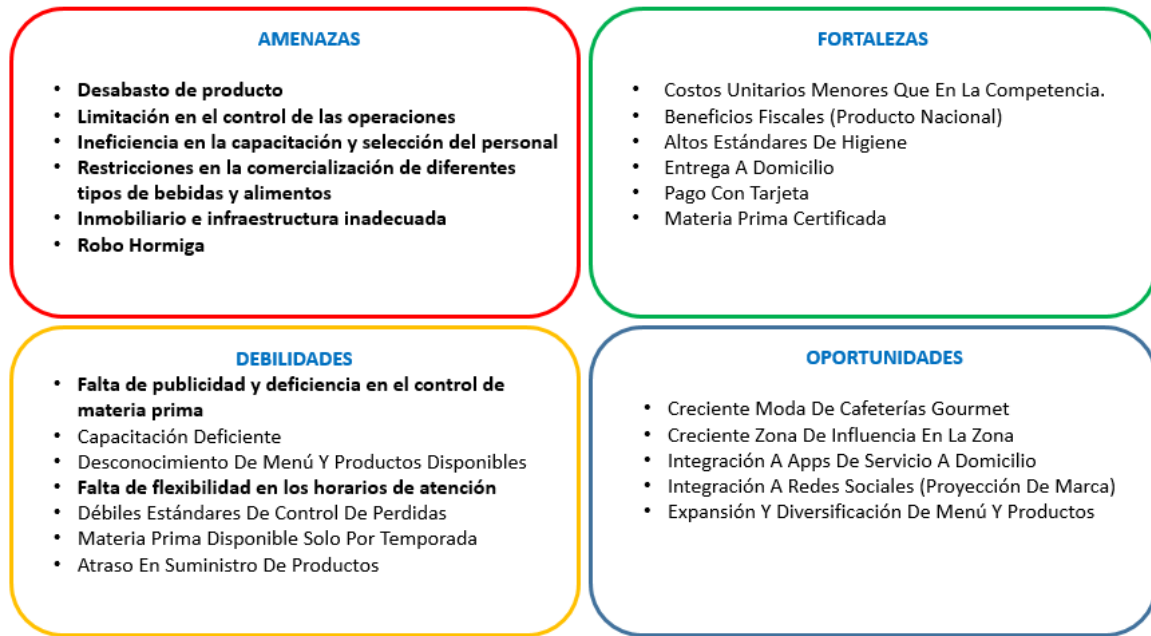 AMENAZAS
• Desabasto de producto
• Limitación en el control de las operaciones
• Ineficiencia en la capacitación y selección del personal
• Restricciones en la comercialización de diferentes
tipos de bebidas y alimentos
• Inmobiliario e infraestructura inadecuada
• Robo Hormiga
FORTALEZAS
• Costos Unitarios Menores Que En La Competencia.
• Beneficios Fiscales (Producto Nacional)
• Altos Estándares De Higiene
• Entrega A Domicilio
• Pago Con Tarjeta
• Materia Prima Certificada
DEBILIDADES
• Falta de publicidad y deficiencia en el control de
materia prima
• Capacitación Deficiente
• Desconocimiento De Menú Y Productos Disponibles
• Falta de flexibilidad en los horarios de atención
• Débiles Estándares De Control De Perdidas
• Materia Prima Disponible Solo Por Temporada
• Atraso En Suministro De Productos
OPORTUNIDADES
• Creciente Moda De Cafeterías Gourmet
• Creciente Zona De Influencia En La Zona
• Integración A Apps De Servicio A Domicilio
• Integración A Redes Sociales (Proyección De Marca)
• Expansión Y Diversificación De Menú Y Productos